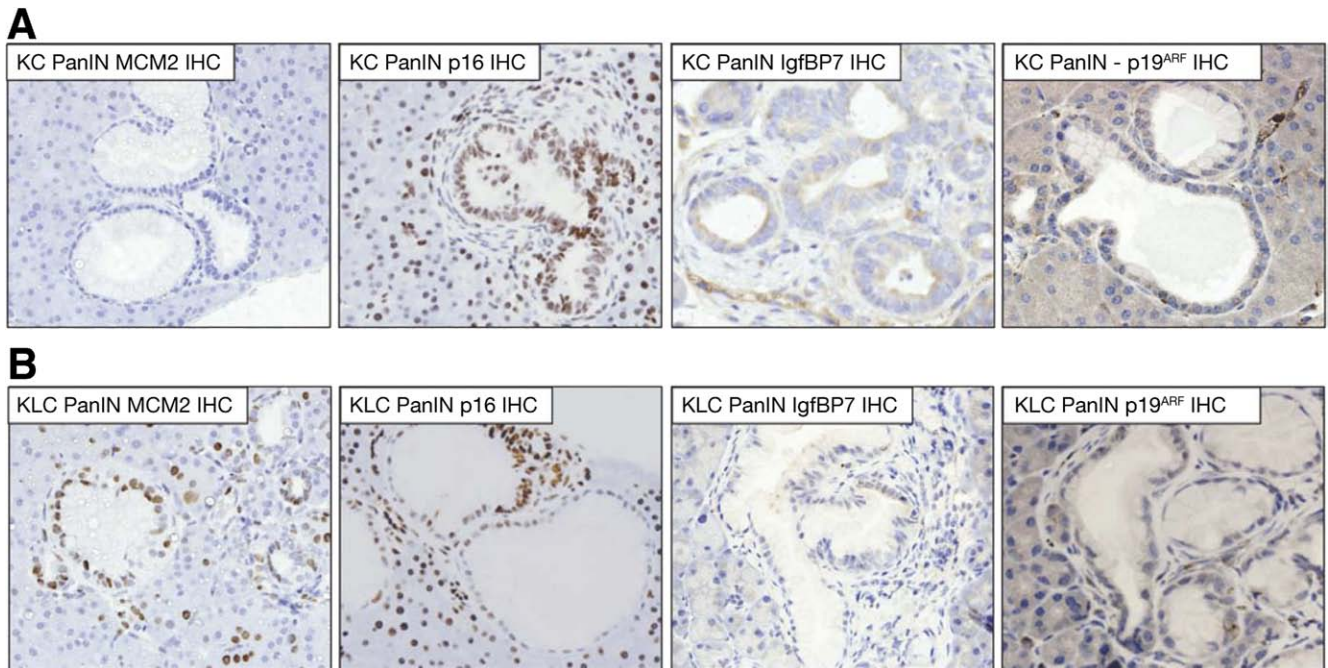 A
KC PanIN MCM2 IHC
KC PanIN p16 IHC
KC PanIN IgfBP7 IHC
KC PanIN - p19ᴬᴿꟳ IHC
B
KLC PanIN MCM2 IHC
KLC PanIN p16 IHC
KLC PanIN IgfBP7 IHC
KLC PanIN p19ᴬᴿꟳ IHC